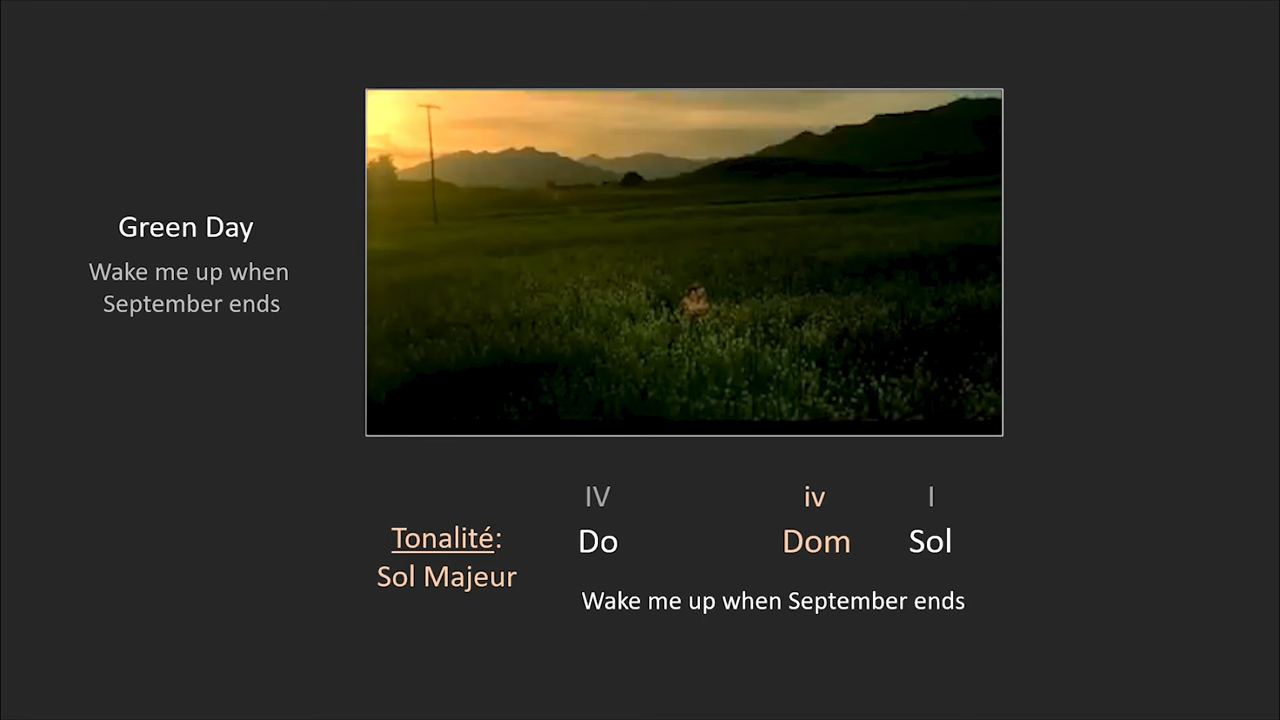 Green Day
Wake me up when
September ends
IV iv I
Tonalité:
Do Dom Sol
Sol Majeur
Wake me up when September ends